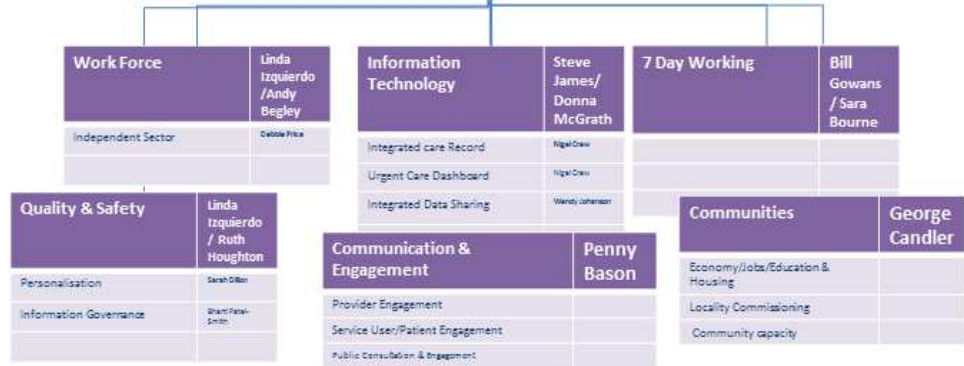 Work Force
Linda
Izquierdo
/Andy
Begley
Independent Sector
Debbie Price
Information
Technology
Steve
James/
Donna
McGrath
Integrated care Record
Nigel Crew
Urgent Care Dashboard
Nigel Crew
Integrated Data Sharing
Wendy Johanson
7 Day Working
Bill
Gowans
/ Sara
Bourne
Quality & Safety
Linda
Izquierdo
/ Ruth
Houghton
Personalisation
Sarah Dillon
Information Governance
Bharti Patel-
Smith
Communication &
Engagement
Penny
Bason
Provider Engagement
Service User/Patient Engagement
Public Consultation & Engagement
Communities
George
Candler
Economy/Jobs/Education &
Housing
Locality Commissioning
Community capacity